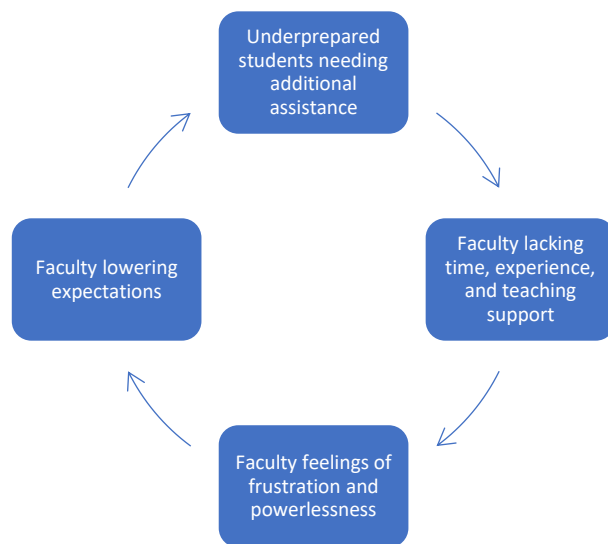 Underprepared
students needing
additional
assistance
Faculty lacking
time, experience,
and teaching
support
Faculty feelings of
frustration and
powerlessness
Faculty lowering
expectations